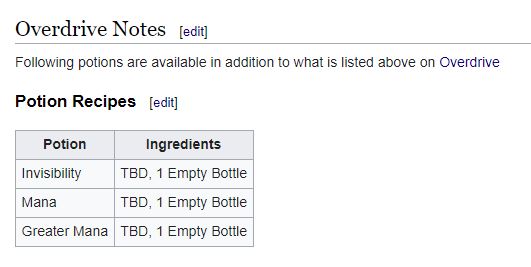 Overdrive Notes [edit]
Following potions are available in addition to what is listed above on Overdrive
Potion Recipes [edit]
Potion Ingredients
Invisibility TBD, 1 Empty Bottle
Mana TBD, 1 Empty Bottle
Greater Mana TBD, 1 Empty Bottle